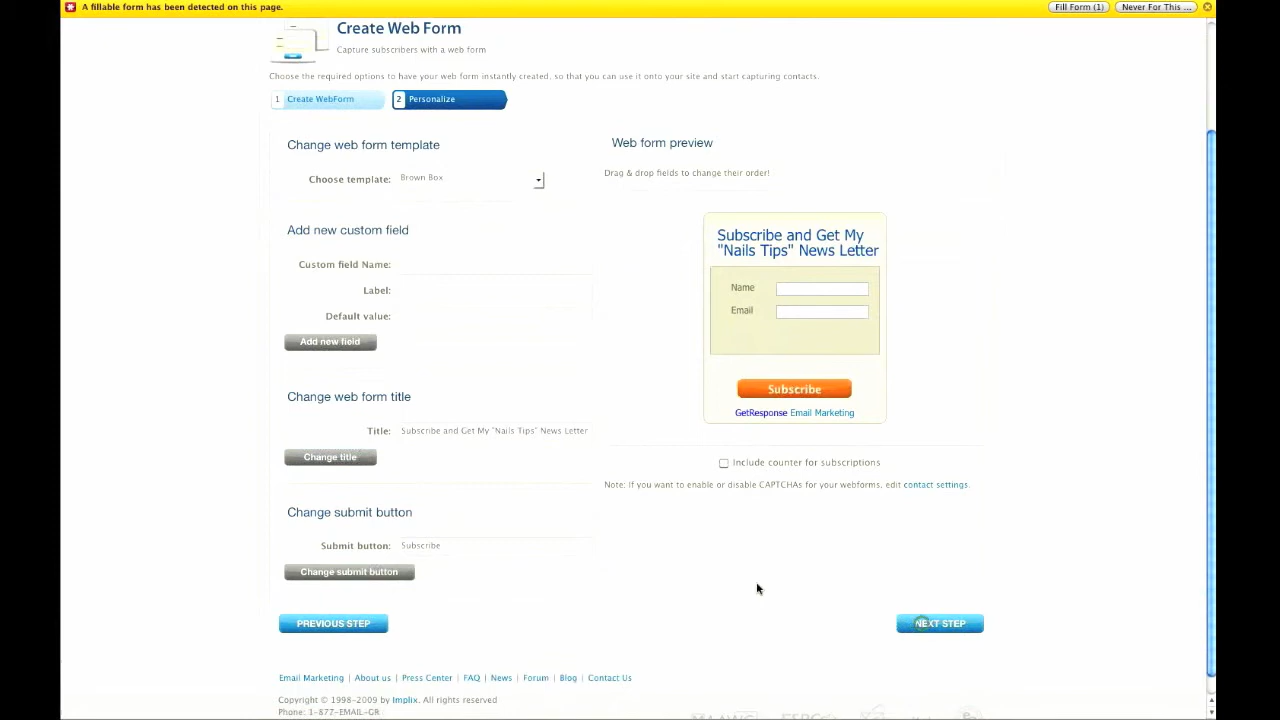 A fillable form has been detected on this page.
Fill Form (1)
Never For This ...
Create Web Form
Capture subscribers with a web form
Choose the required options to have your web form instantly created, so that you can use it onto your site and start capturing contacts.
1 Create WebForm
2 Personalize
Change web form template
Choose template: Brown Box
Add new custom field
Custom field Name:
Label:
Default value:
Add new field
Change web form title
Title: Subscribe and Get My "Nails Tips" News Letter
Change title
Change submit button
Submit button: Subscribe
Change submit button
Web form preview
Drag & drop fields to change their order!
Subscribe and Get My
"Nails Tips" News Letter
Name
Email
Subscribe
GetResponse Email Marketing
Include counter for subscriptions
Note: If you want to enable or disable CAPTCHAs for your webforms, edit contact settings.
PREVIOUS STEP
NEXT STEP
Email Marketing | About us | Press Center | FAQ | News | Forum | Blog | Contact Us
Copyright © 1998-2009 by Implix. All rights reserved
Phone: 1-877-EMAIL-GR